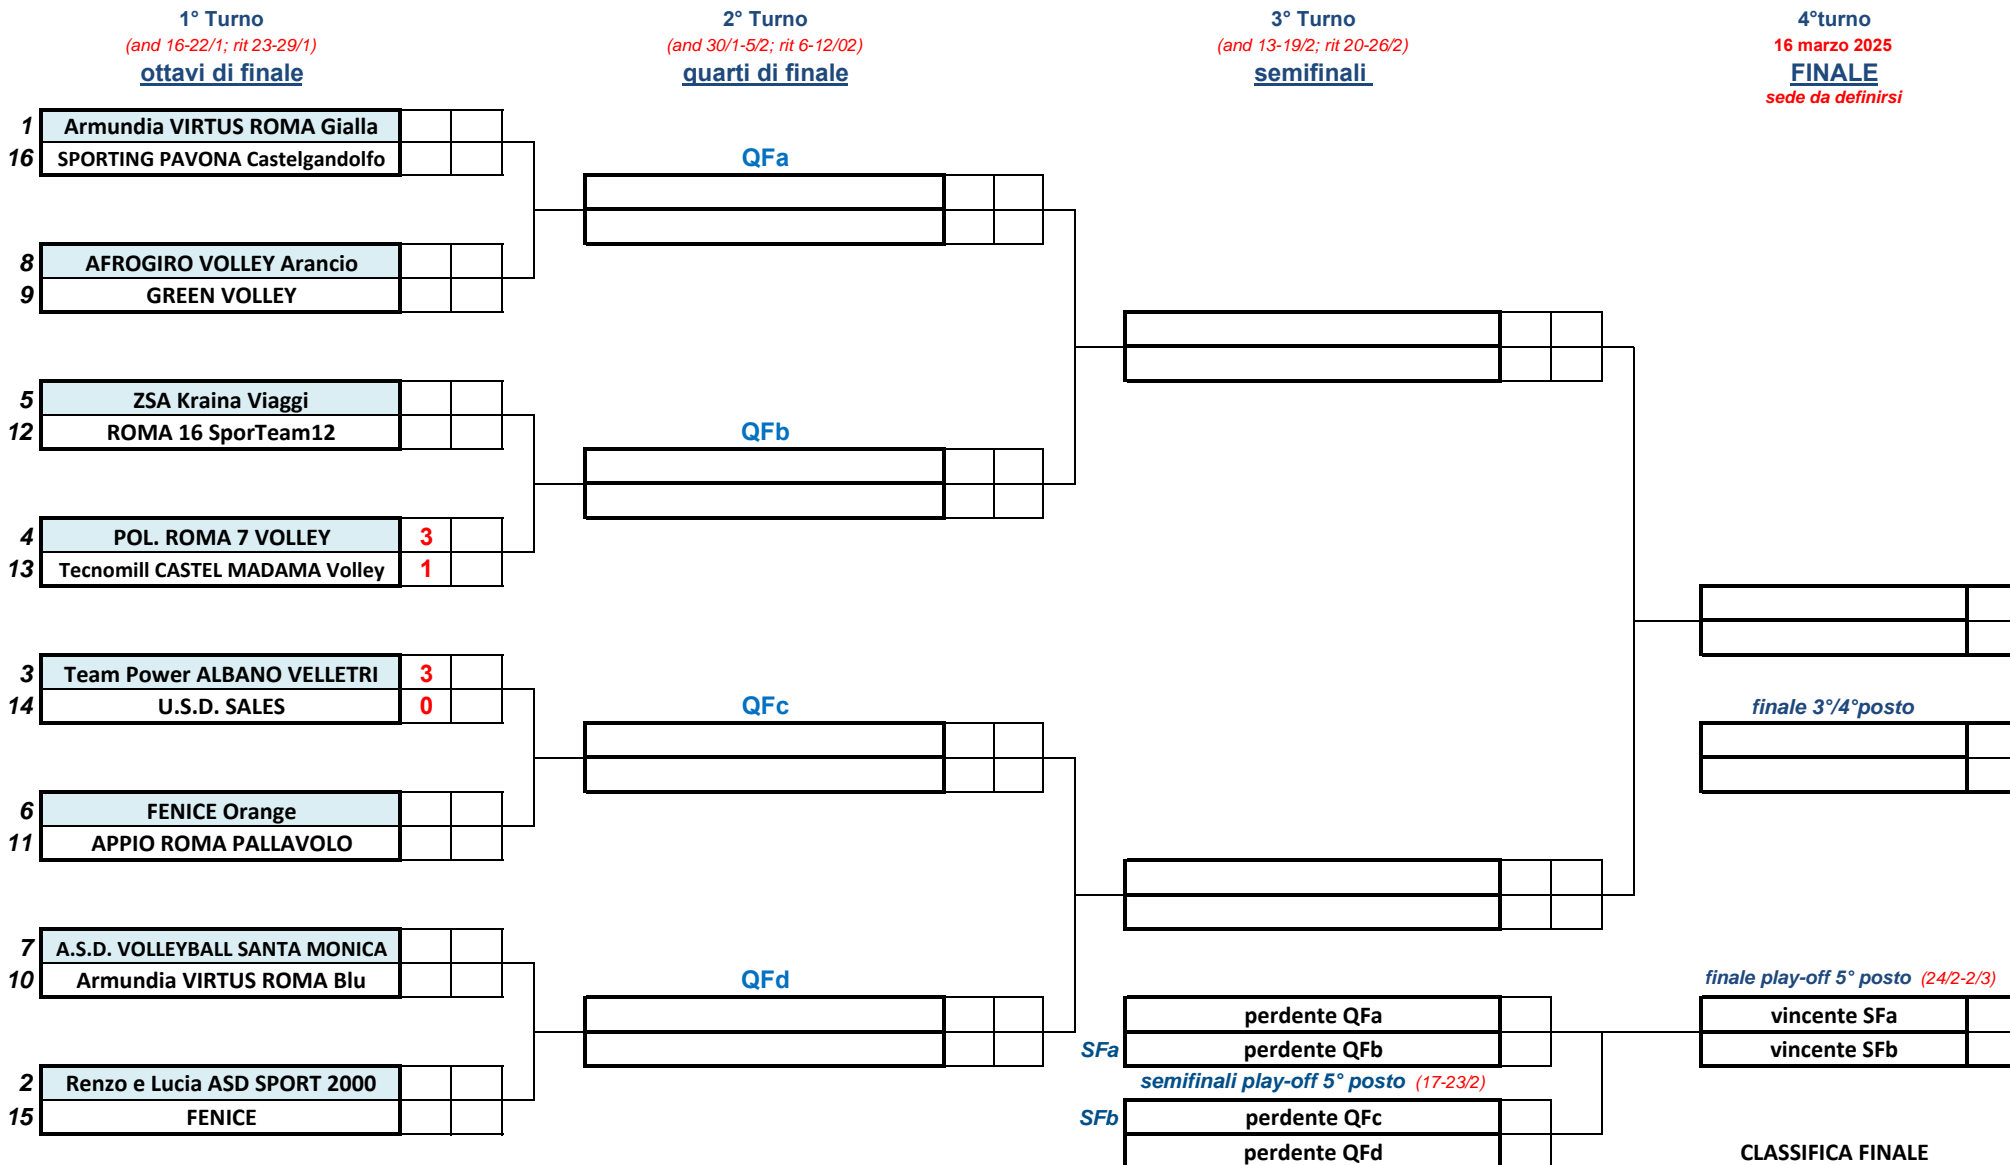 1° Turno
(and 16-22/1; rit 23-29/1)
ottavi di finale
2° Turno
(and 30/1-5/2; rit 6-12/02)
quarti di finale
3° Turno
(and 13-19/2; rit 20-26/2)
semifinali
4°turno
16 marzo 2025
FINALE
sede da definirsi
1 Armundia VIRTUS ROMA Gialla
16 SPORTING PAVONA Castelgandolfo
QFa
8 AFROGIRO VOLLEY Arancio
9 GREEN VOLLEY
5 ZSA Kraina Viaggi
12 ROMA 16 SporTeam12
QFb
4 POL. ROMA 7 VOLLEY 3
13 Tecnomill CASTEL MADAMA Volley 1
3 Team Power ALBANO VELLETRI 3
14 U.S.D. SALES 0
QFc
finale 3°/4°posto
6 FENICE Orange
11 APPIO ROMA PALLAVOLO
7 A.S.D. VOLLEYBALL SANTA MONICA
10 Armundia VIRTUS ROMA Blu
QFd
finale play-off 5° posto (24/2-2/3)
perdente QFa
vincente SFa
SFa perdente QFb
vincente SFb
2 Renzo e Lucia ASD SPORT 2000
semifinali play-off 5° posto (17-23/2)
15 FENICE
SFb perdente QFc
perdente QFd
CLASSIFICA FINALE